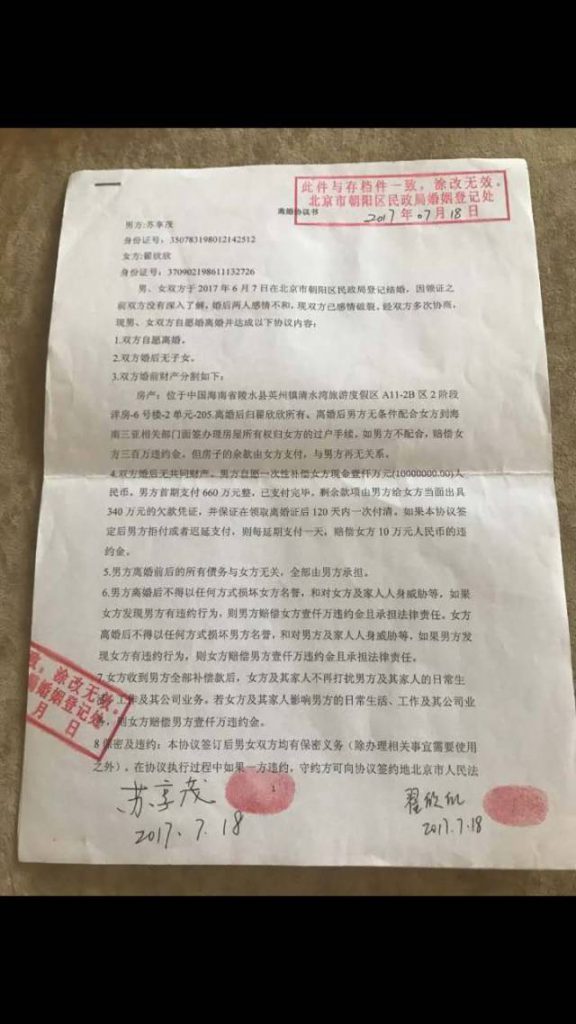 此件与存档件一致，涂改无效。
北京市朝阳区民政局婚姻登记处
2017年07月18日
离婚协议书
男方:苏享茂
身份证号：350783198012142512
女方:翟欣欣
身份证号：370902198611132726
男、女双方于 2017 年 6 月 7 日在北京市朝阳区民政局登记结婚，因领证之
前双方没有深入了解，婚后两人感情不和，现双方已感情破裂，经双方多次协商，
现男、女双方自愿离婚并达成以下协议内容:
1.双方自愿离婚。
2.双方婚后无子女。
3.双方婚前财产分割如下:
房产：位于中国海南省陵水县英州镇清水湾旅游度假区 A11-2B 区 2 阶段
洋房-6 号楼-2 单元-205.离婚后归翟欣欣所有、离婚后男方无条件配合女方到海
南三亚相关部门面签办理房屋所有权归女方的过户手续，如男方不配合，赔偿女
方三百万违约金。但房子的余款由女方支付，与男方再无关系。
4.双方婚后无共同财产，男方自愿一次性补偿女方现金壹仟万元(10000000.00)人
民币，男方首期支付 660 万元整，已支付完毕，剩余款项由男方给女方当面出具
340 万元的欠款凭证，并保证在领取离婚证后 120 天内一次付清。如果本协议签
定后男方拒付或者迟延支付，则每延期支付一天，赔偿女方 10 万元人民币的违
约金。
5.男方离婚前后的所有债务与女方无关，全部由男方承担。
6.男方离婚后不得以任何方式损坏女方名誉，和对女方及家人人身威胁等，如果
女方发现男方有违约行为，则男方赔偿女方壹仟万违约金且承担法律责任。女方
离婚后不得以任何方式损坏男方名誉，和对男方及家人人身威胁等，如果男方发
现女方有违约行为，则女方赔偿男方壹仟万违约金且承担法律责任。
7.女方收到男方全部补偿款后，女方及其家人不再打扰男方及其家人的日常生
工作及其公司业务。若女方及其家人影响男方的日常生活、工作及其公司业
则女方赔偿男方壹仟万违约金。
致，涂改无效。
婚姻登记处
月 日
8 保密及违约：本协议签订后男女双方均有保密义务（除办理相关事宜需要使用
之外），在协议执行过程中如果一方违约，守约方可向协议签约地北京市人民法
1
苏享茂
2017.7.18
翟欣欣
2017.7.18